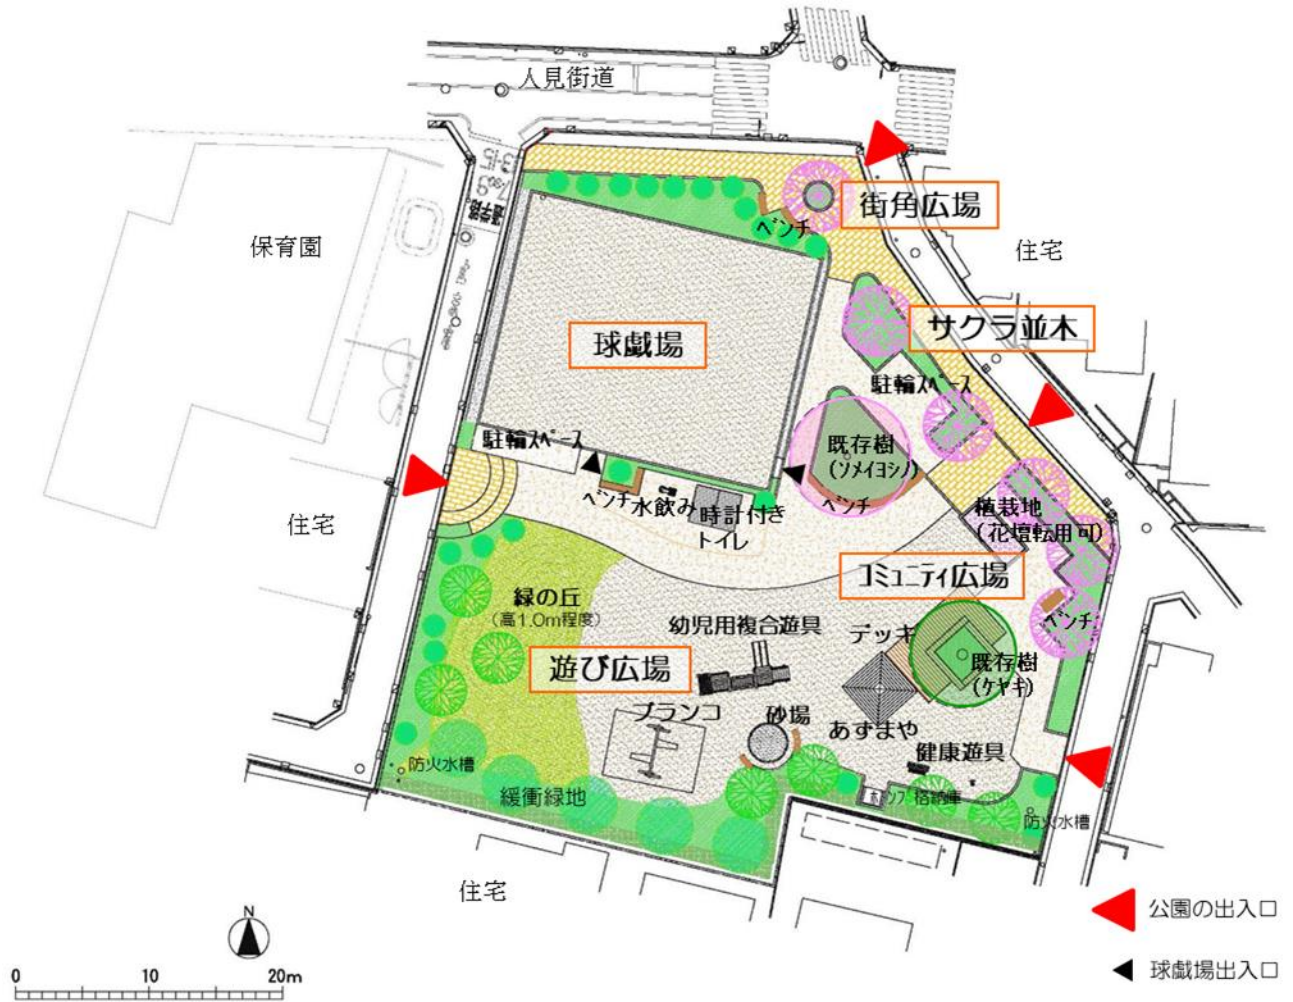 人見街道
街角広場
ベンチ
保育園
住宅
サクラ並木
球戯場
駐輪スペース
既存樹
(ソメイヨシノ)
駐輪スペース
ベンチ
水飲み
時計付き
トイレ
ベンチ
植栽地
(花壇転用可)
住宅
コミュニティ広場
緑の丘
(高1.0m程度)
幼児用複合遊具
デッキ
ベンチ
遊び広場
既存樹
(ケヤキ)
ブランコ
砂場
あずまや
健康遊具
防火水槽
緩衝緑地
ポンプ格納庫
防火水槽
住宅
公園の出入口
N
球戯場出入口
0 10 20m